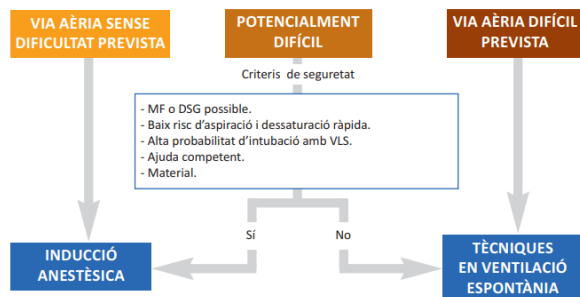 VIA AÈRIA SENSE
DIFICULTAT PREVISTA
POTENCIALMENT
DIFÍCIL
VIA AÈRIA DIFÍCIL
PREVISTA
Criteris de seguretat
- MF o DSG possible.
- Baix risc d'aspiració i dessaturació ràpida.
- Alta probabilitat d'intubació amb VLS.
- Ajuda competent.
- Material.
Sí
No
INDUCCIÓ
ANESTÈSICA
TÈCNIQUES
EN VENTILACIÓ
ESPONTÀNIA